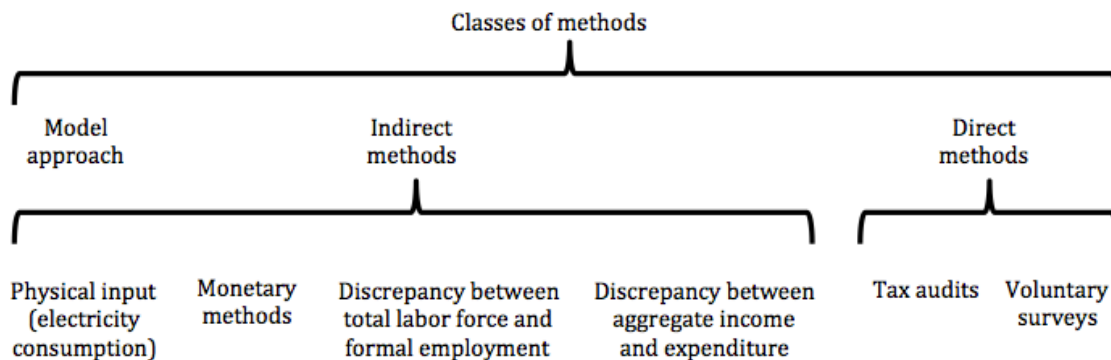 Classes of methods
Model
approach
Indirect
methods
Direct
methods
Physical input
(electricity
consumption)
Monetary
methods
Discrepancy between
total labor force and
formal employment
Discrepancy between
aggregate income
and expenditure
Tax audits
Voluntary
surveys